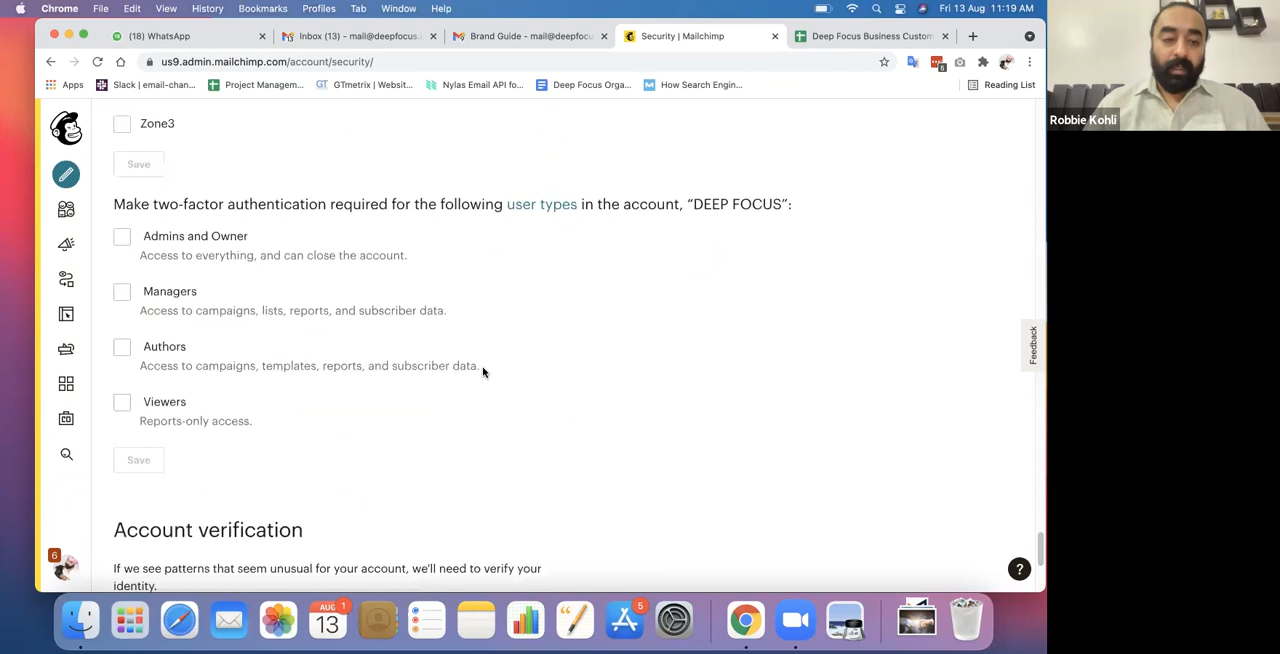 Chrome File Edit View History Bookmarks Profiles Tab Window Help Fri 13 Aug 11:19 AM
(18) WhatsApp
Inbox (13) - mail@deepfocus.i
Brand Guide - mail@deepfocu
Security | Mailchimp
Deep Focus Business Custom
us9.admin.mailchimp.com/account/security/
Apps
Slack | email-chan...
Project Managem...
GTmetrix | Websit...
Nylas Email API fo...
Deep Focus Orga...
How Search Engin...
Reading List
Robbie Kohli
Zone3
Save
Make two-factor authentication required for the following user types in the account, “DEEP FOCUS”:
Admins and Owner
Access to everything, and can close the account.
Managers
Access to campaigns, lists, reports, and subscriber data.
Authors
Access to campaigns, templates, reports, and subscriber data.
Viewers
Reports-only access.
Save
Feedback
Account verification
If we see patterns that seem unusual for your account, we’ll need to verify your
identity.
6
?
AUG 1
13
5